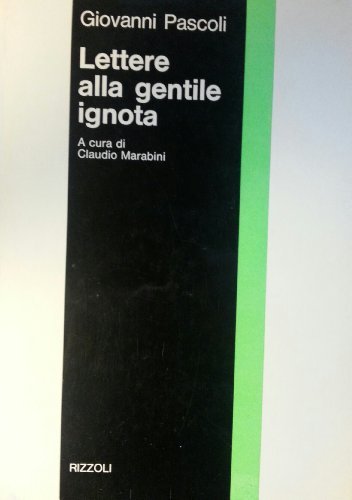 Giovanni Pascoli
Lettere
alla gentile
ignota
A cura di
Claudio Marabini
RIZZOLI